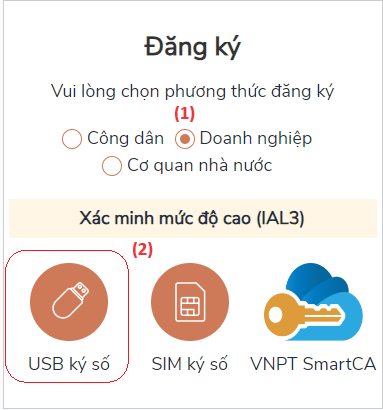 Đăng ký
Vui lòng chọn phương thức đăng ký
(1)
Công dân Doanh nghiệp
Cơ quan nhà nước
Xác minh mức độ cao (IAL3)
(2)
USB ký số SIM ký số VNPT SmartCA